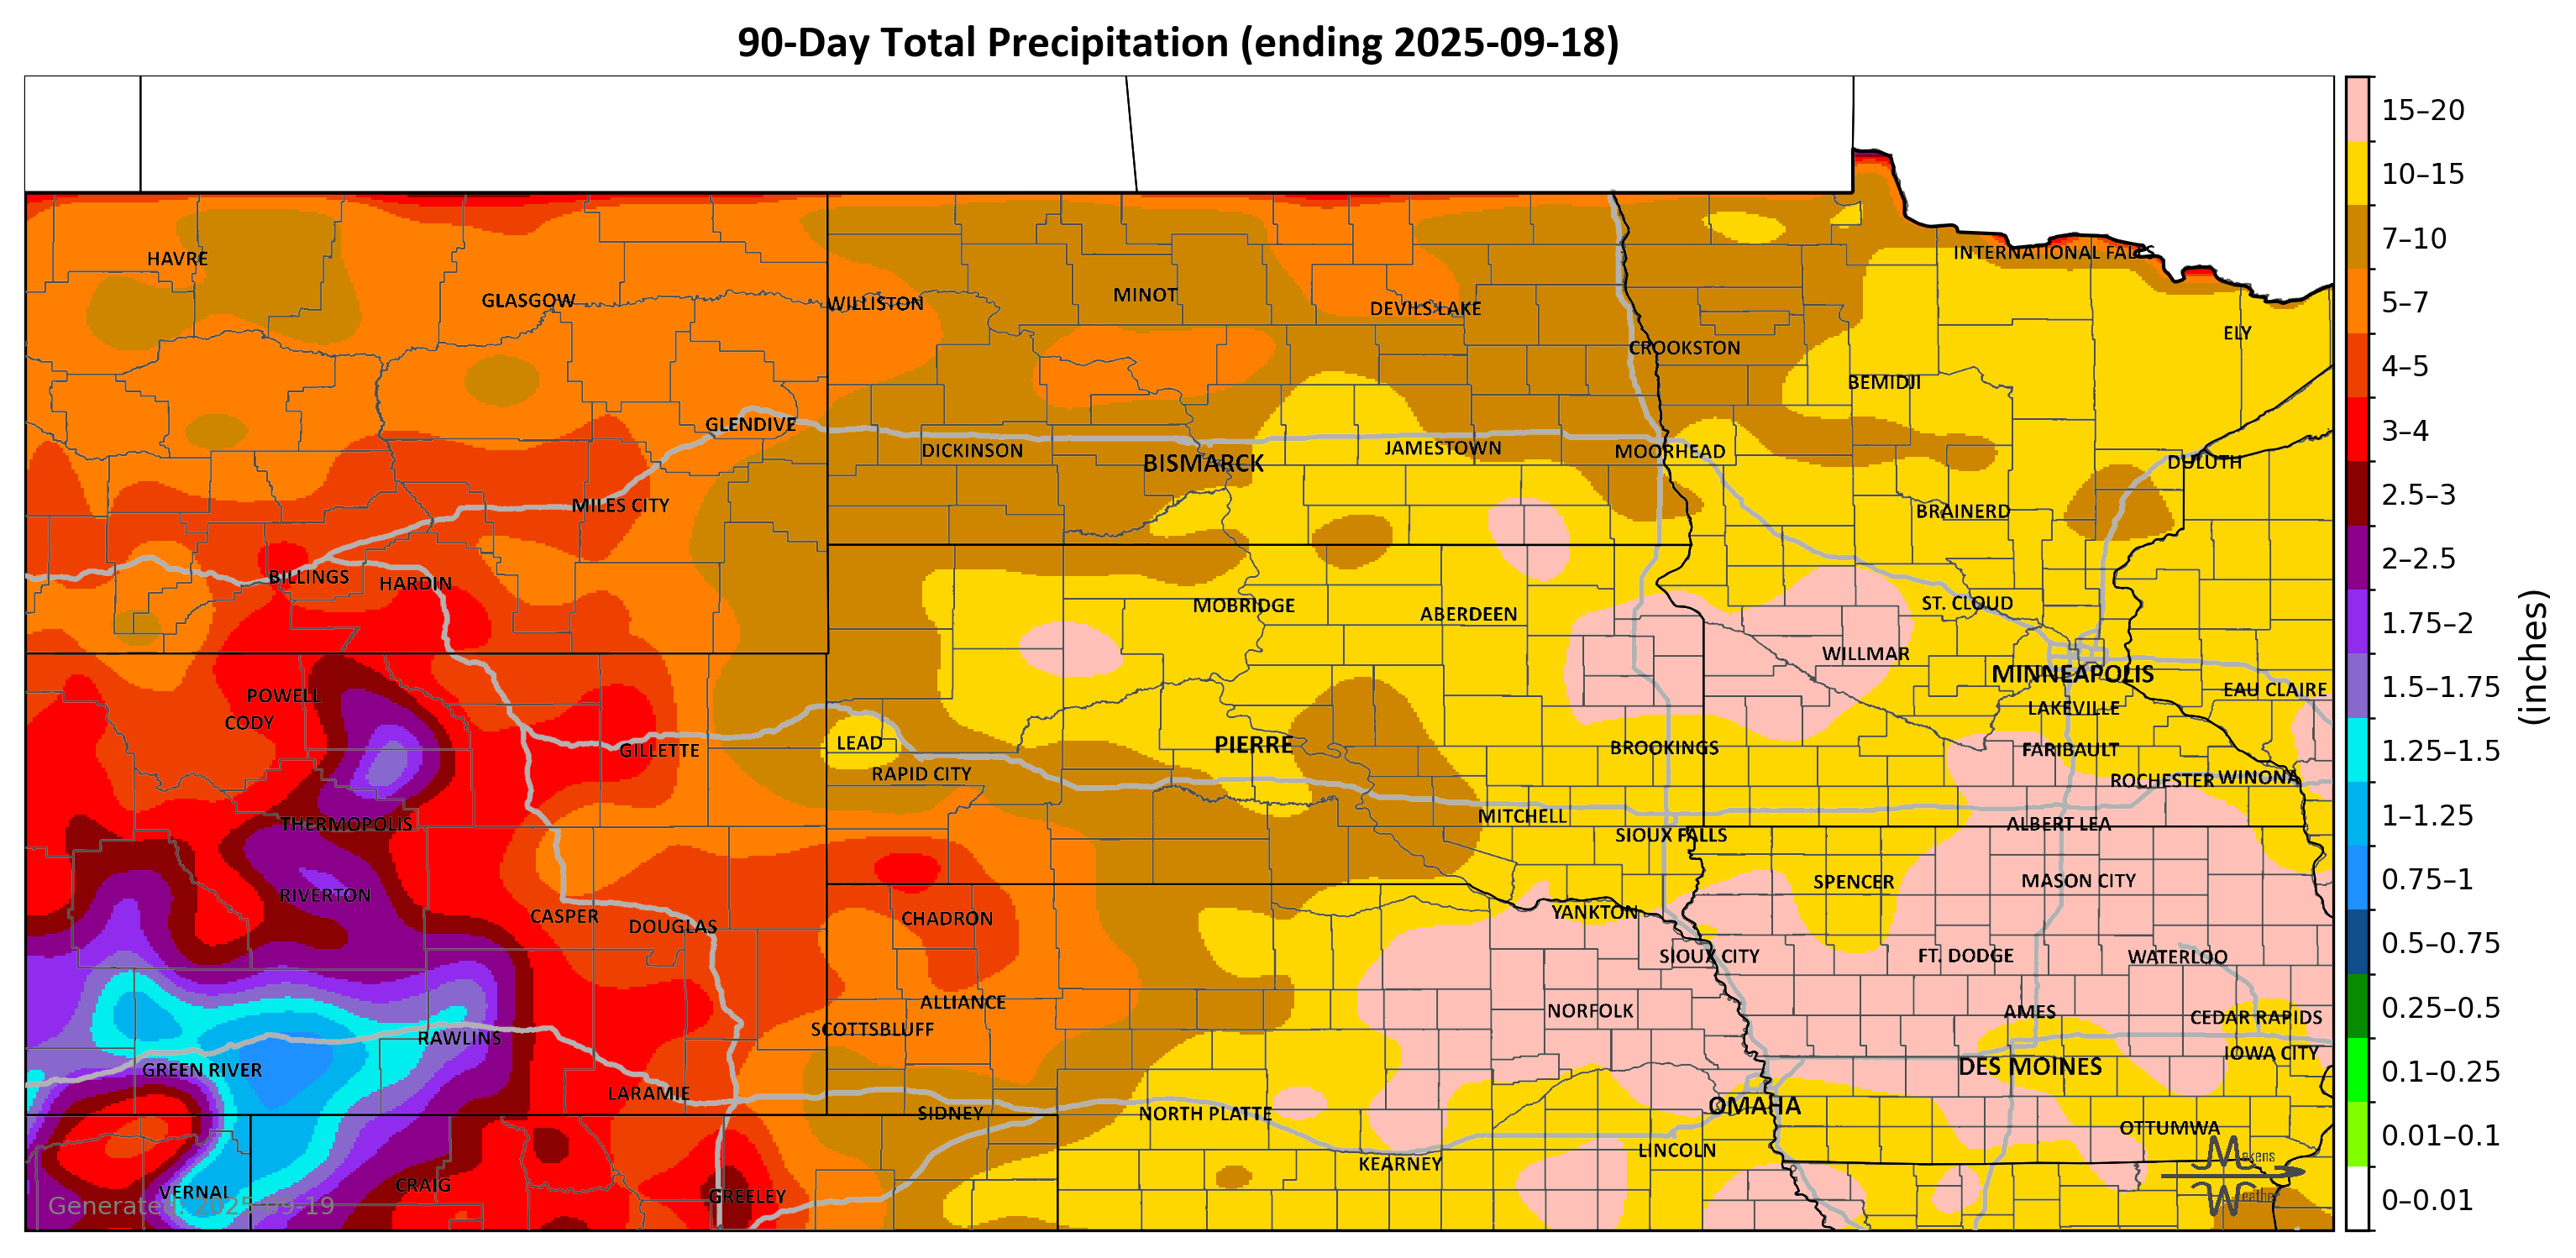 90-Day Total Precipitation (ending 2025-09-18)
15–20
10–15
7–10
5–7
4–5
3–4
2.5–3
2–2.5
1.75–2
1.5–1.75
1.25–1.5
1–1.25
0.75–1
0.5–0.75
0.25–0.5
0.1–0.25
0.01–0.1
0–0.01
(inches)
HAVRE
INTERNATIONAL FALLS
GLASGOW
WILLISTON
MINOT
DEVILS LAKE
ELY
CROOKSTON
BEMIDJI
GLENDIVE
DICKINSON
BISMARCK
JAMESTOWN
MOORHEAD
DULUTH
MILES CITY
BRAINERD
BILLINGS
HARDIN
MOBRIDGE
ABERDEEN
ST. CLOUD
WILLMAR
MINNEAPOLIS
POWELL
EAU CLAIRE
CODY
LAKEVILLE
GILLETTE
LEAD
PIERRE
BROOKINGS
FARIBAULT
RAPID CITY
ROCHESTER
WINONA
THERMOPOLIS
MITCHELL
SIOUX FALLS
ALBERT LEA
RIVERTON
SPENCER
MASON CITY
CASPER
DOUGLAS
CHADRON
YANKTON
SIOUX CITY
FT. DODGE
WATERLOO
ALLIANCE
NORFOLK
AMES
CEDAR RAPIDS
RAWLINS
SCOTTSBLUFF
IOWA CITY
GREEN RIVER
DES MOINES
LARAMIE
SIDNEY
NORTH PLATTE
OMAHA
OTTUMWA
KEARNEY
LINCOLN
VERNAL
CRAIG
GREELEY
Generated: 2025-09-19
Makens
Weather